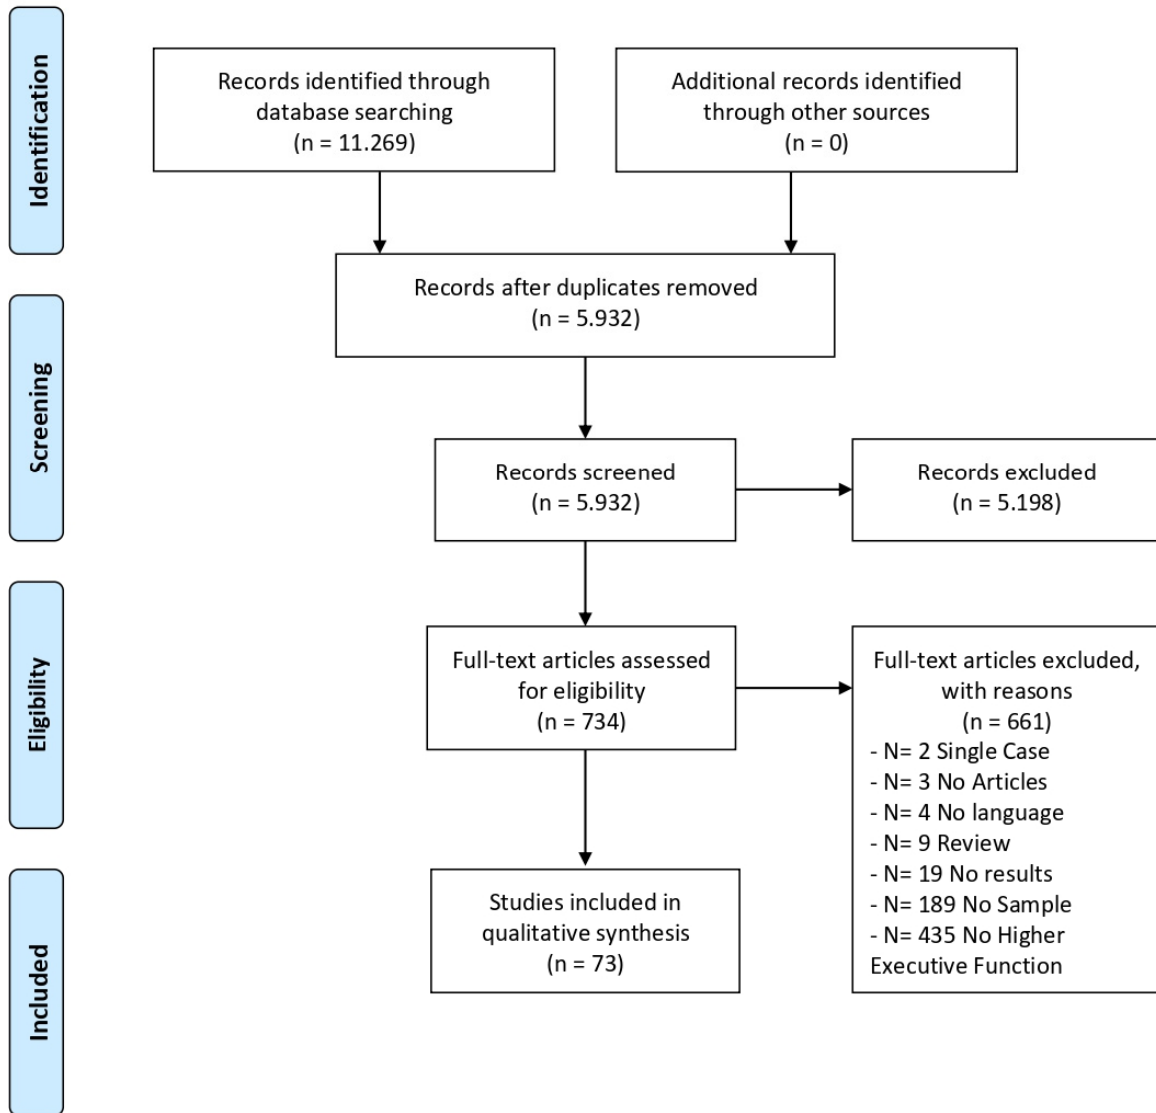 Identification
Records identified through
database searching
(n = 11.269)
Additional records identified
through other sources
(n = 0)
Records after duplicates removed
(n = 5.932)
Screening
Records screened
(n = 5.932)
Records excluded
(n = 5.198)
Eligibility
Full-text articles assessed
for eligibility
(n = 734)
Full-text articles excluded,
with reasons
(n = 661)
- N= 2 Single Case
- N= 3 No Articles
- N= 4 No language
- N= 9 Review
- N= 19 No results
- N= 189 No Sample
- N= 435 No Higher
Executive Function
Included
Studies included in
qualitative synthesis
(n = 73)